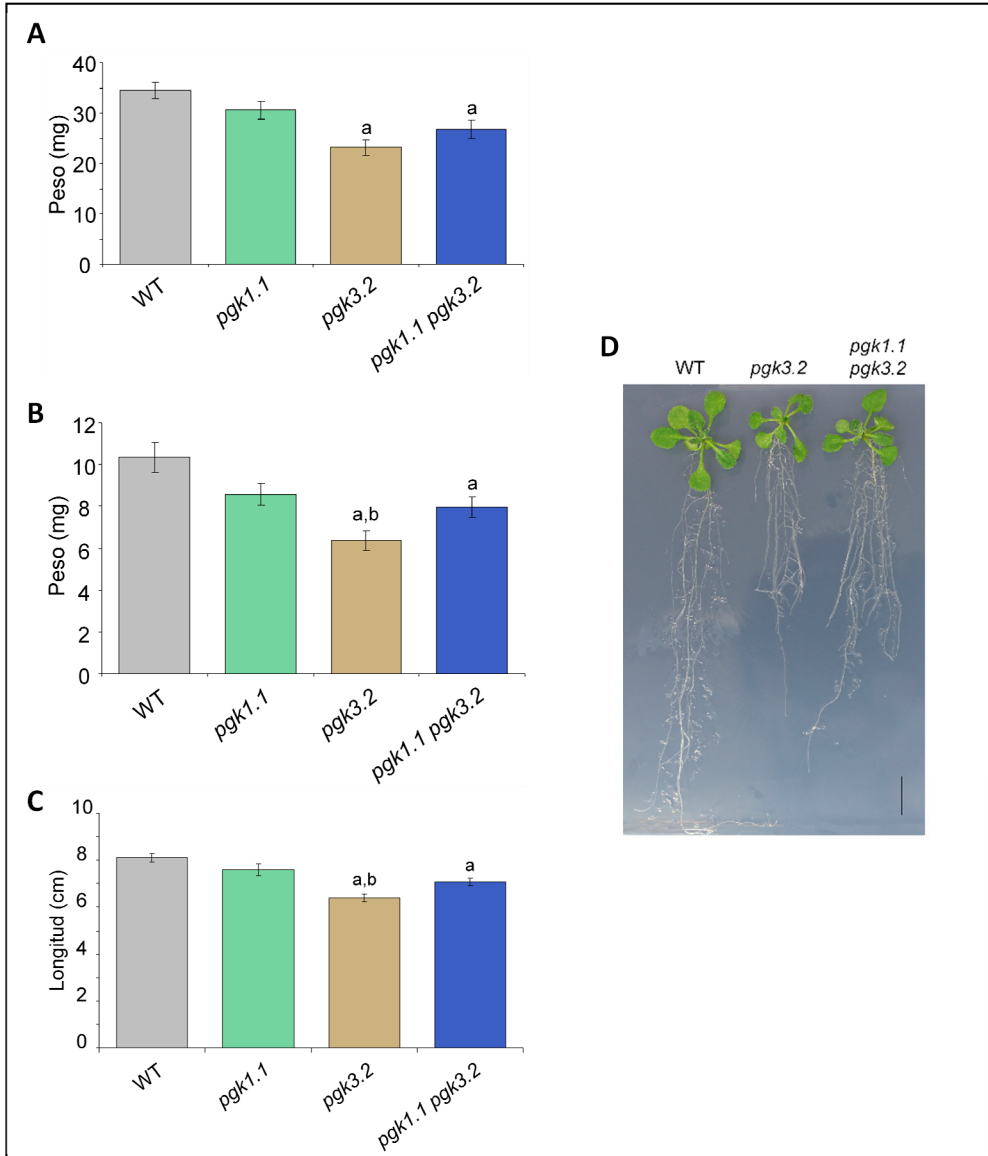 A
Peso (mg)
40
30
20
10
0
a
a
WT
pgk1.1
pgk3.2
pgk1.1 pgk3.2
B
Peso (mg)
12
10
8
6
4
2
0
a,b
a
WT
pgk1.1
pgk3.2
pgk1.1 pgk3.2
C
Longitud (cm)
10
8
6
4
2
0
a,b
a
WT
pgk1.1
pgk3.2
pgk1.1 pgk3.2
D
WT
pgk3.2
pgk1.1
pgk3.2